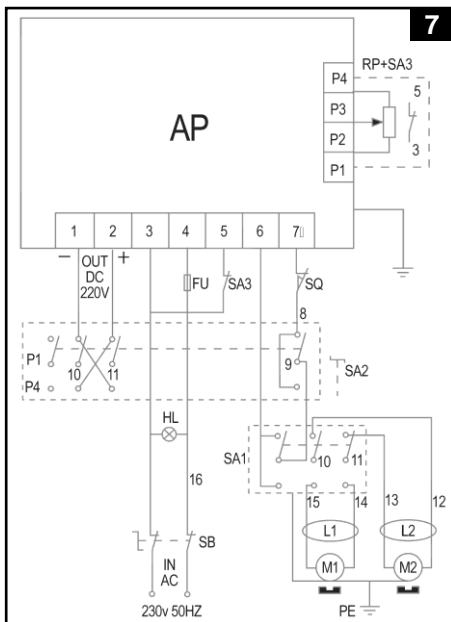 7
AP
P4
P3
P2
P1
RP+SA3
5
3
1 2 3 4 5 6 7
− OUT +
DC
220V
FU
SA3
SQ
8
P1
P4
10
11
9
SA2
HL
16
SA1
10
11
15
14
13
12
L1
L2
SB
IN
AC
M1
M2
230v 50HZ
PE